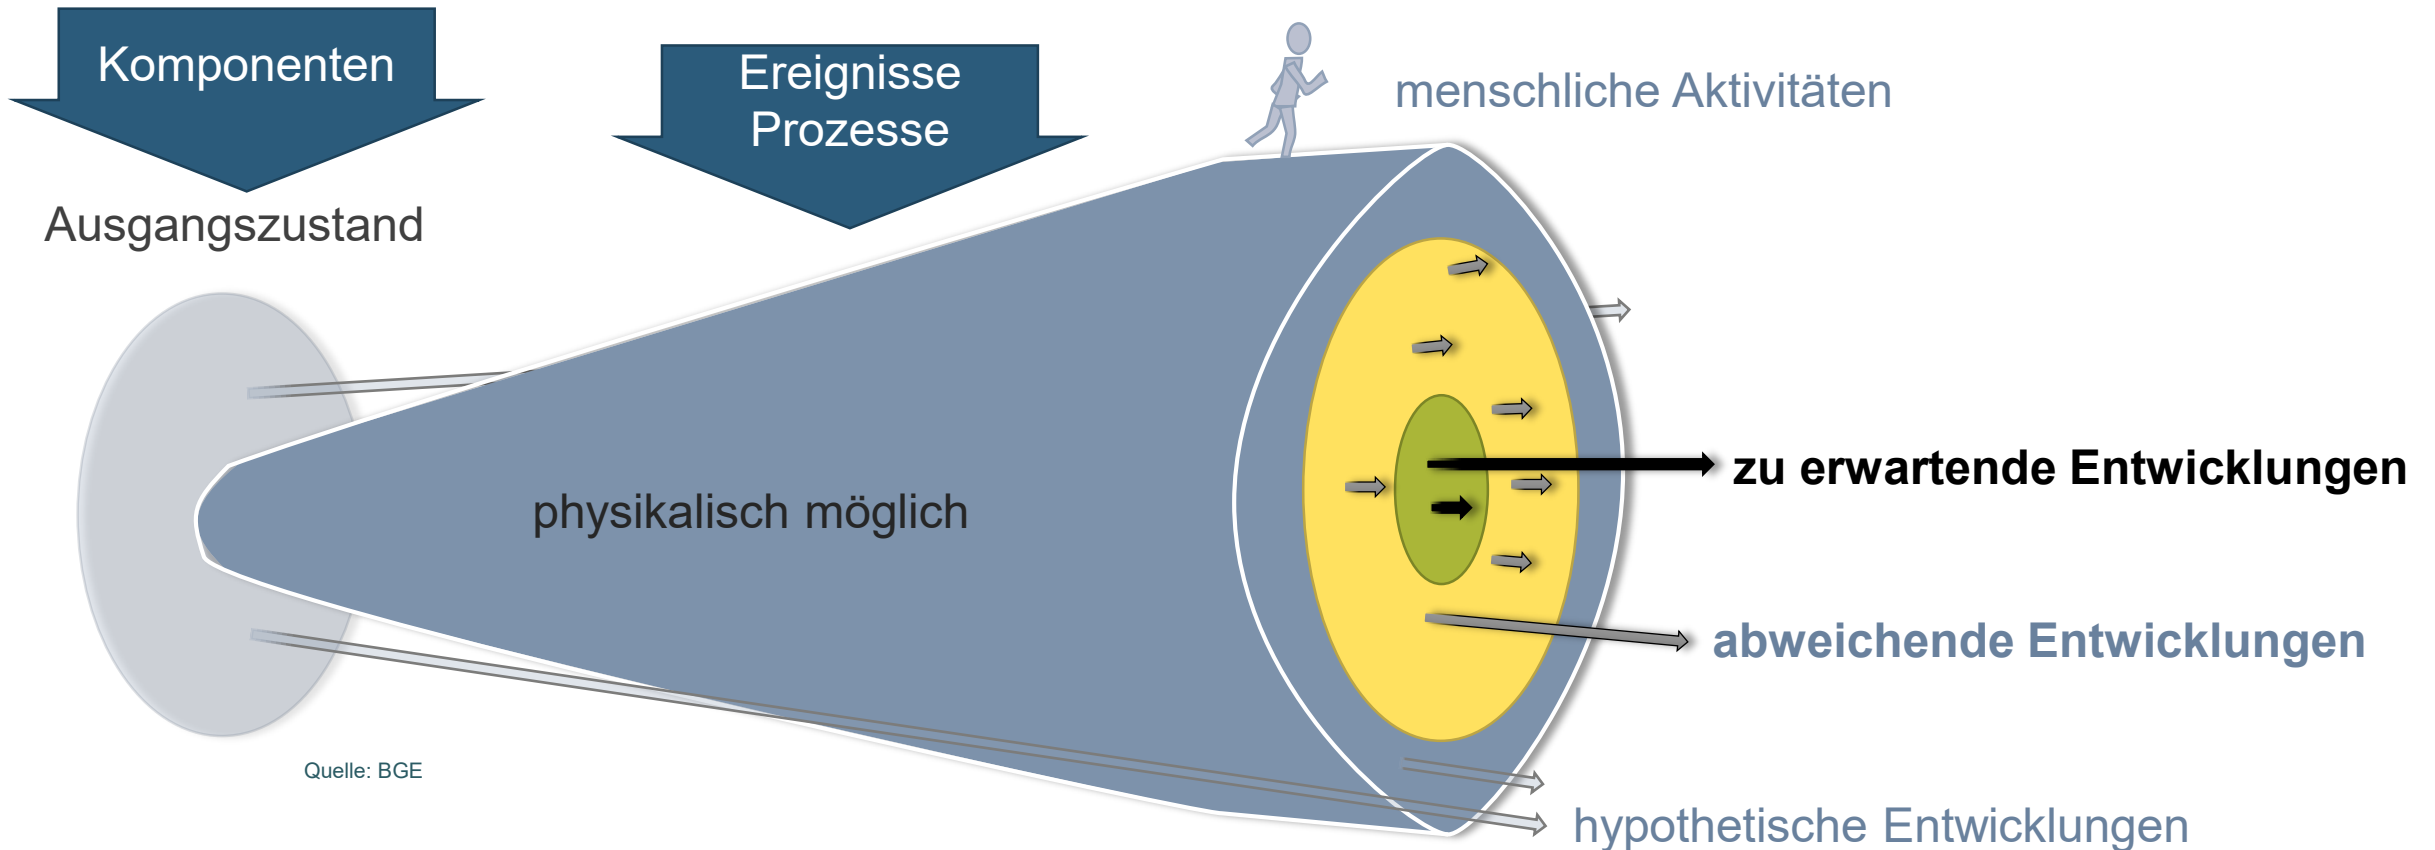 Komponenten
Ereignisse
Prozesse
menschliche Aktivitäten
Ausgangszustand
zu erwartende Entwicklungen
physikalisch möglich
abweichende Entwicklungen
Quelle: BGE
hypothetische Entwicklungen